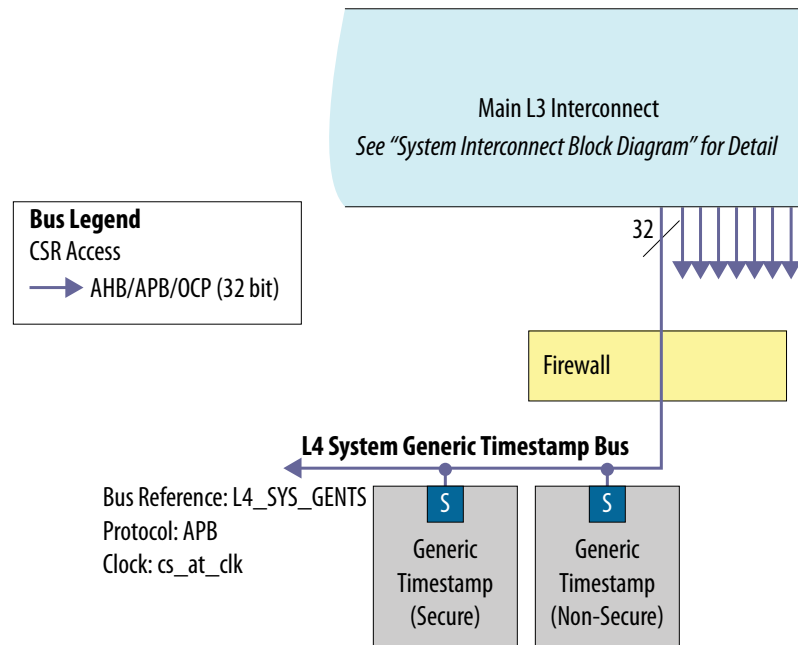 Main L3 Interconnect
See “System Interconnect Block Diagram” for Detail
Bus Legend
CSR Access
AHB/APB/OCP (32 bit)
32
Firewall
L4 System Generic Timestamp Bus
Bus Reference: L4_SYS_GENTS
Protocol: APB
Clock: cs_at_clk
S
Generic
Timestamp
(Secure)
S
Generic
Timestamp
(Non-Secure)